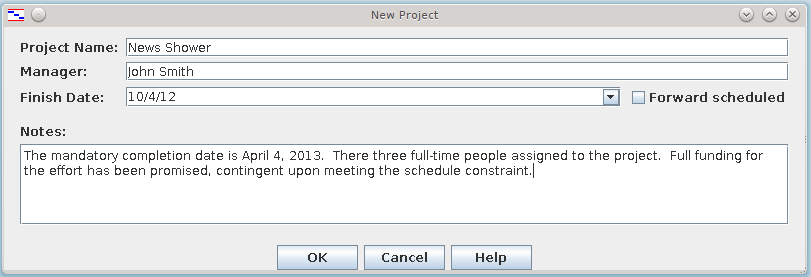 New Project
Project Name: News Shower
Manager: John Smith
Finish Date: 10/4/12 Forward scheduled
Notes:
The mandatory completion date is April 4, 2013.  There three full-time people assigned to the project.  Full funding for
the effort has been promised, contingent upon meeting the schedule constraint.
OK Cancel Help